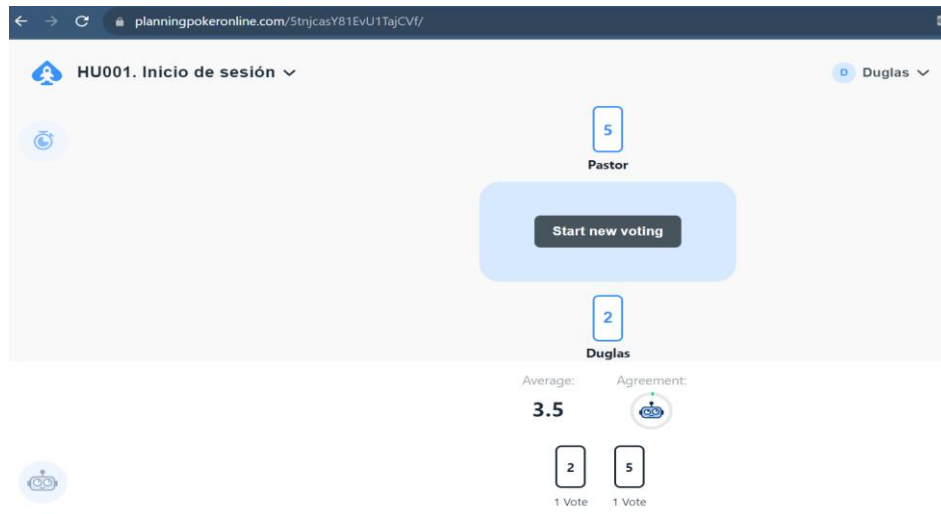 planningpokeronline.com/5tnjcasY81EvU1TajCVf/
HU001. Inicio de sesión
D Duglas
5
Pastor
Start new voting
2
Duglas
Average: Agreement:
3.5
2 5
1 Vote 1 Vote